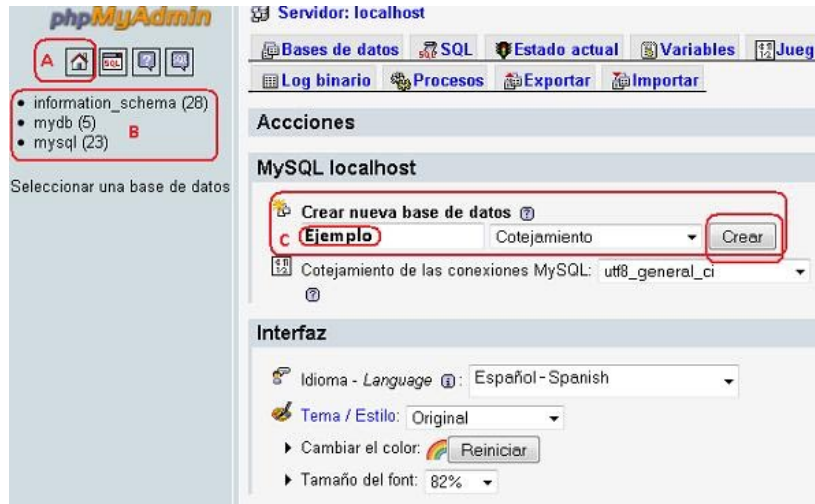 phpMyAdmin
A
SQL
information_schema (28)
mydb (5)
mysql (23)
B
Seleccionar una base de datos
Servidor: localhost
Bases de datos SQL Estado actual Variables Jueg
Log binario Procesos Exportar Importar
Accciones
MySQL localhost
Crear nueva base de datos
C Ejemplo Cotejamiento Crear
Cotejamiento de las conexiones MySQL: utf8_general_ci
Interfaz
Idioma - Language : Español - Spanish
Tema / Estilo: Original
Cambiar el color: Reiniciar
Tamaño del font: 82%